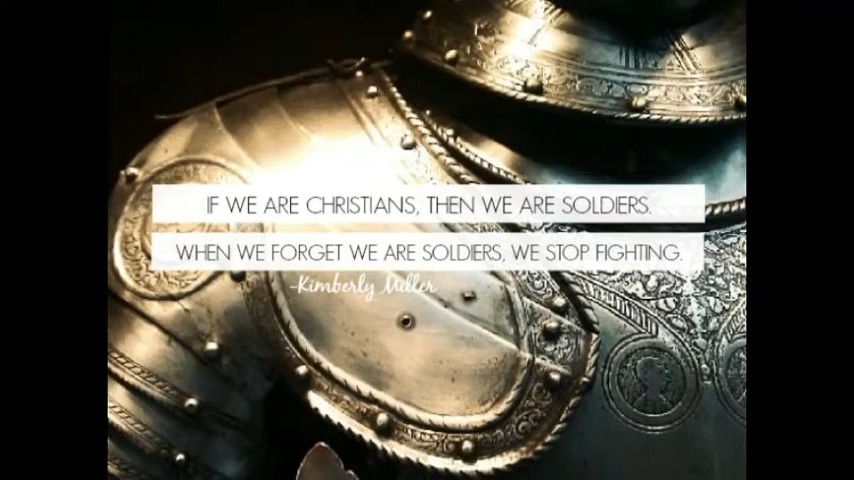 IF WE ARE CHRISTIANS, THEN WE ARE SOLDIERS.
WHEN WE FORGET WE ARE SOLDIERS, WE STOP FIGHTING.
-Kimberly Miller